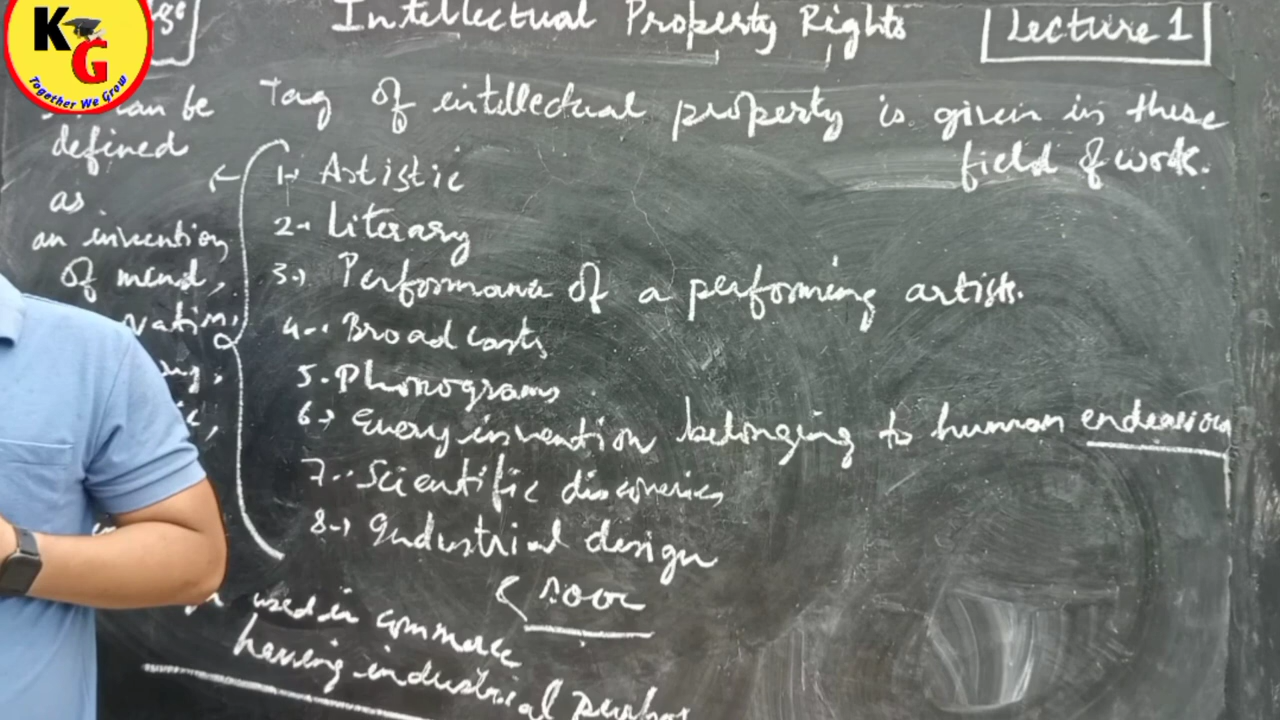 KG
Together We Grow
Intellectual Property Rights
Lecture 1
can be
defined
as
an invention
of mind,
Tag of intellectual property is given in these
field of work.
1→ Artistic
2→ Literary
3→ Performance of a performing artists.
4→ Broadcasts
5. Phonograms
6→ Every invention belonging to human endeavour
7→ Scientific discoveries
8→ Industrial design
used in commerce
having industrial